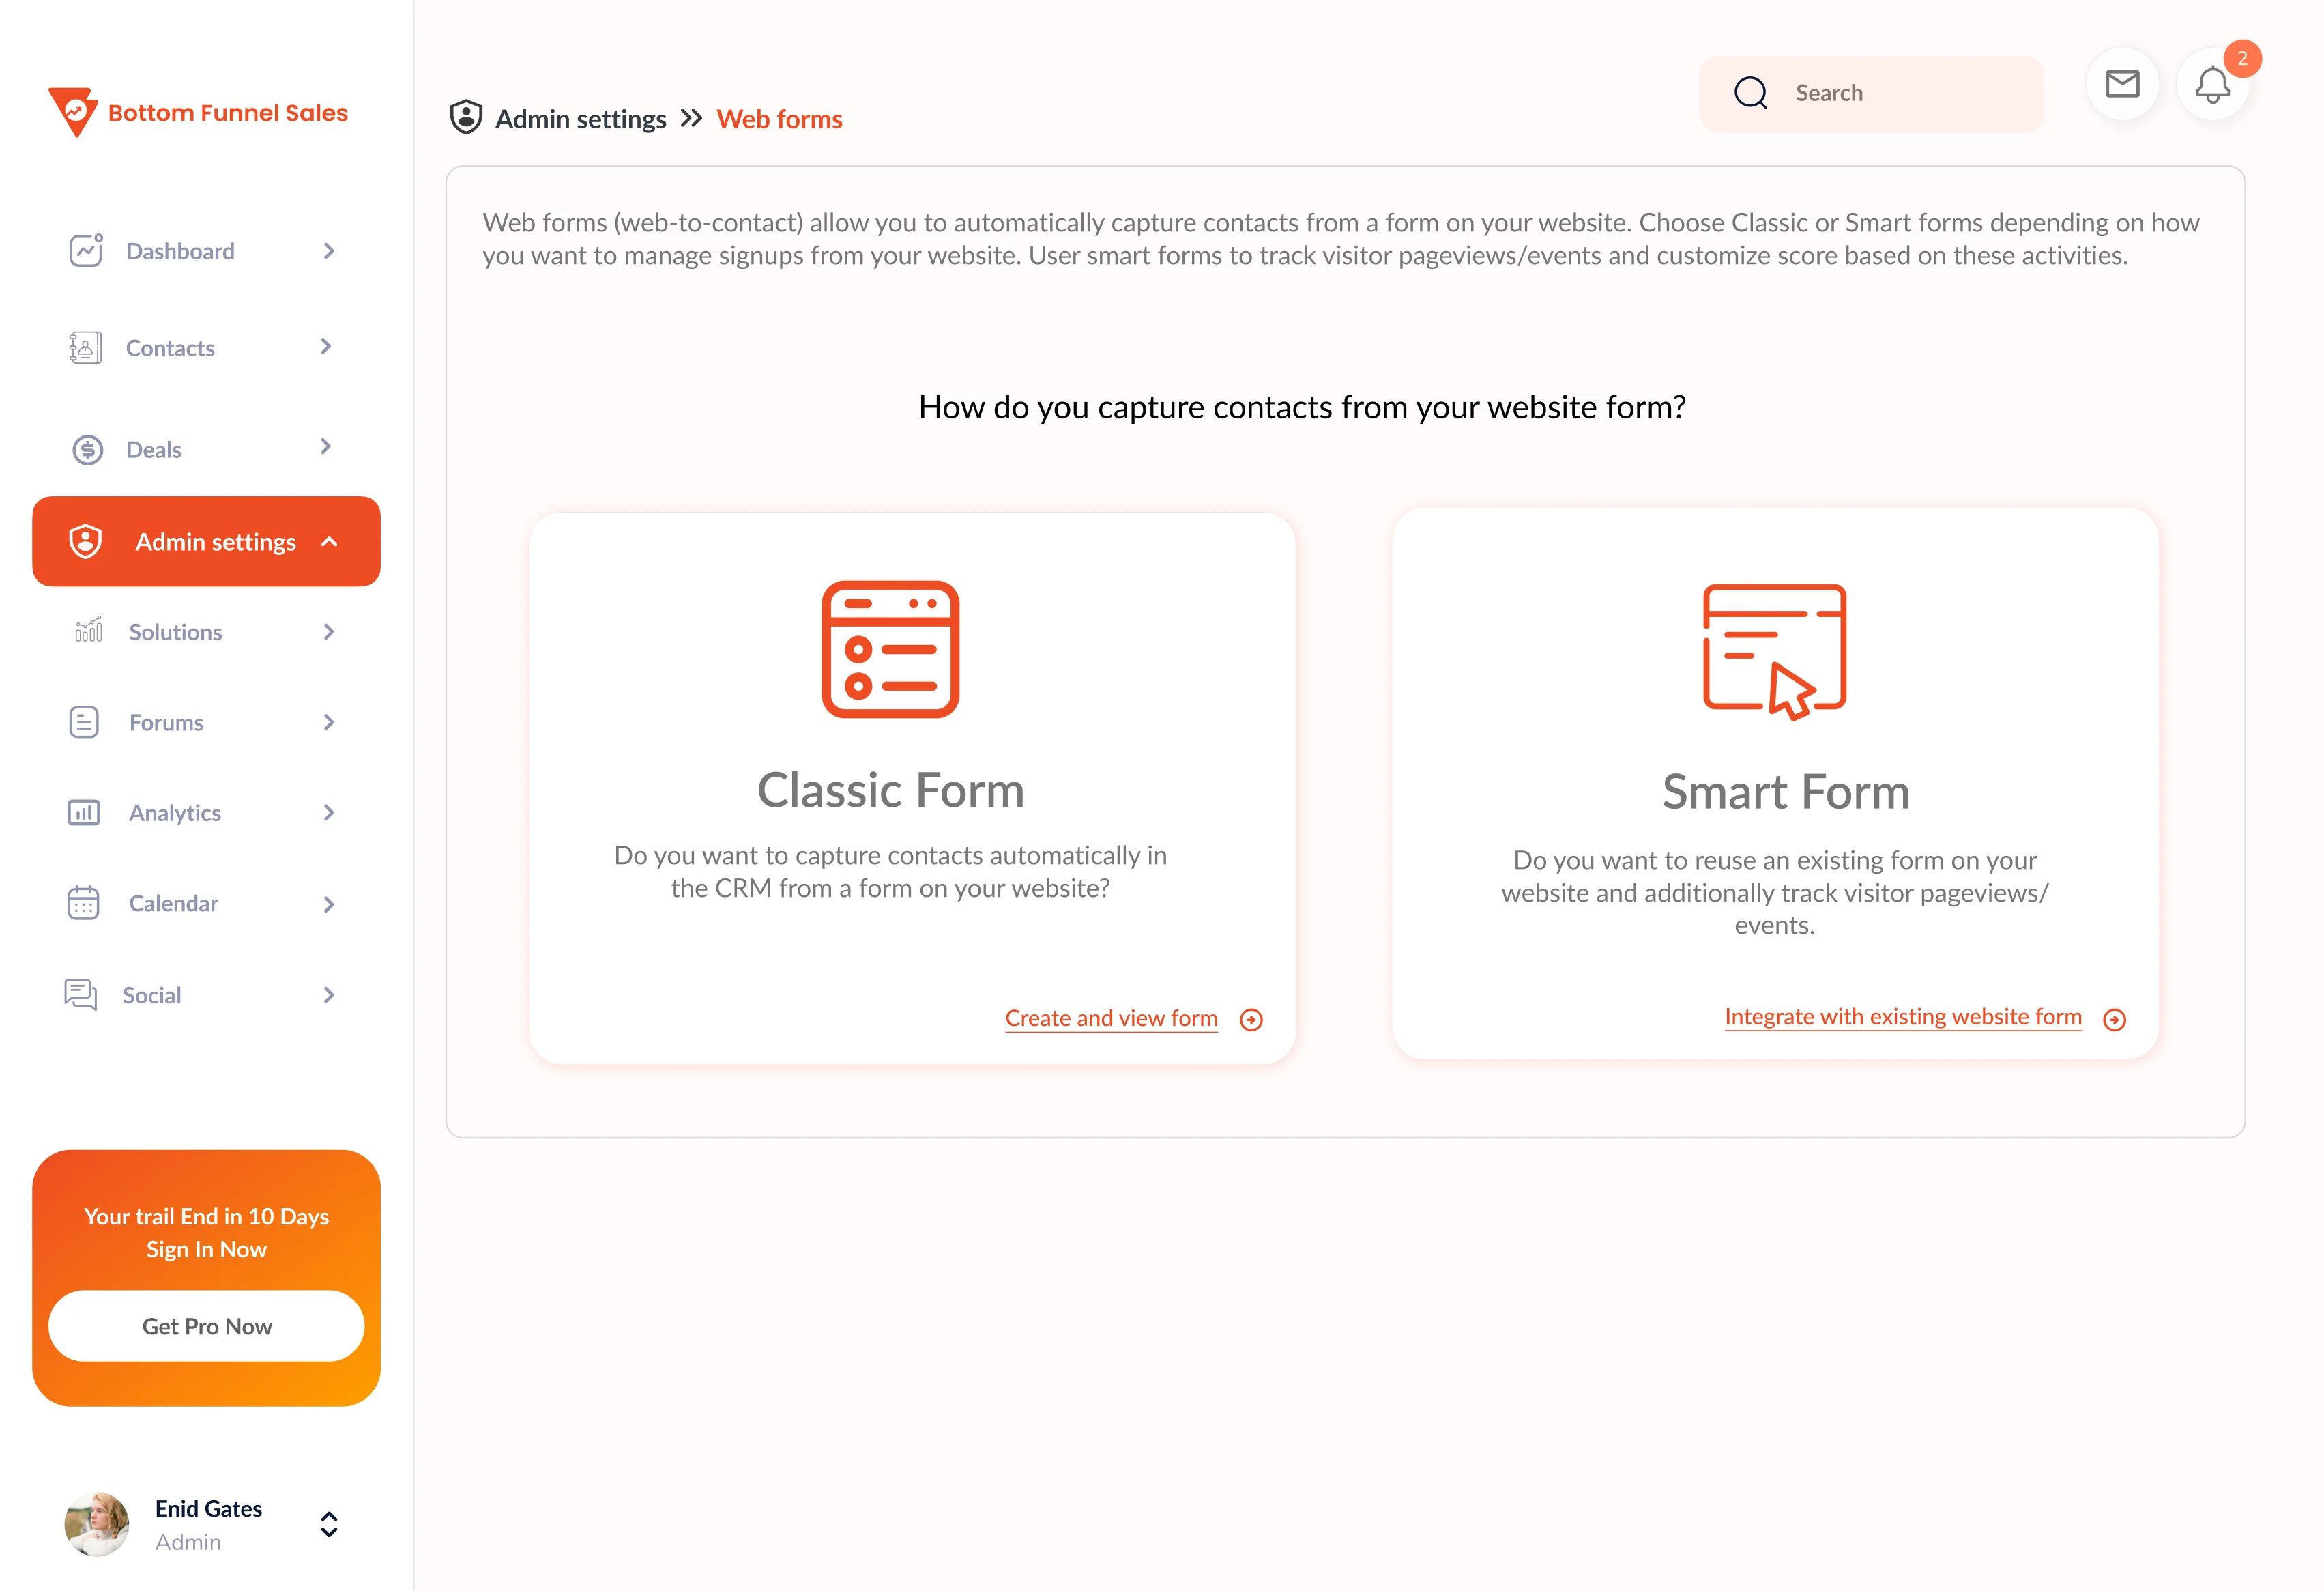 Bottom Funnel Sales
Dashboard
Contacts
Deals
Admin settings
Solutions
Forums
Analytics
Calendar
Social
Your trail End in 10 Days
Sign In Now
Get Pro Now
Enid Gates
Admin
Admin settings >> Web forms
Search
2
Web forms (web-to-contact) allow you to automatically capture contacts from a form on your website. Choose Classic or Smart forms depending on how
you want to manage signups from your website. User smart forms to track visitor pageviews/events and customize score based on these activities.
How do you capture contacts from your website form?
Classic Form
Do you want to capture contacts automatically in
the CRM from a form on your website?
Create and view form
Smart Form
Do you want to reuse an existing form on your
website and additionally track visitor pageviews/
events.
Integrate with existing website form